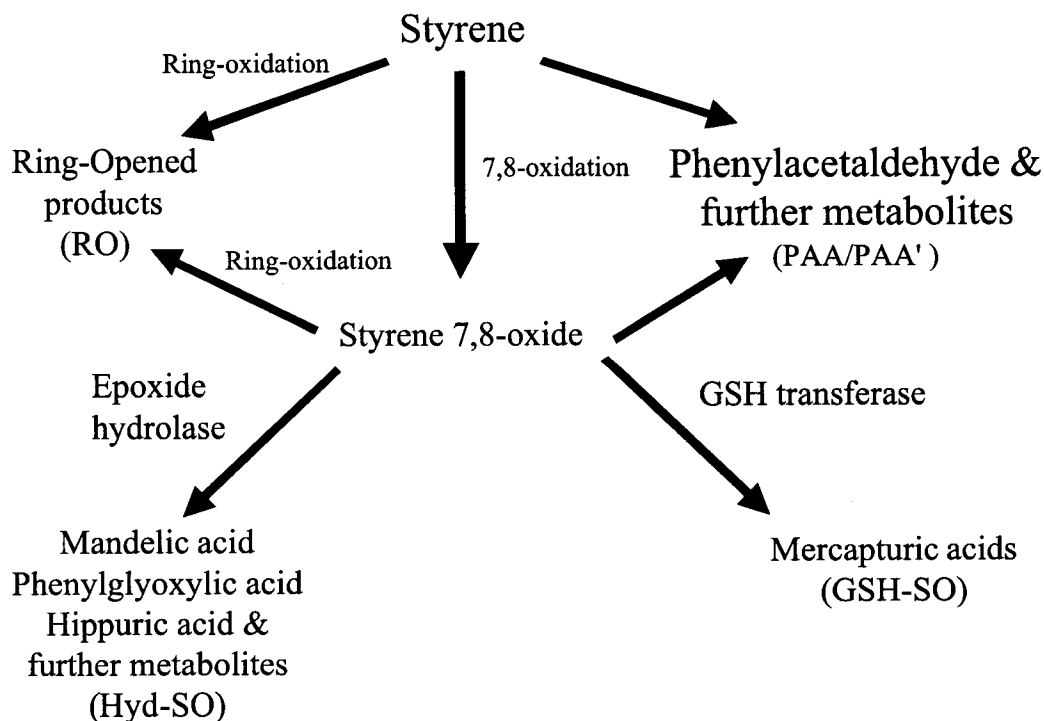 Styrene
Ring-oxidation
Ring-Opened
products
(RO)
7,8-oxidation
Phenylacetaldehyde &
further metabolites
(PAA/PAA' )
Ring-oxidation
Styrene 7,8-oxide
Epoxide
hydrolase
GSH transferase
Mandelic acid
Phenylglyoxylic acid
Hippuric acid &
further metabolites
(Hyd-SO)
Mercapturic acids
(GSH-SO)